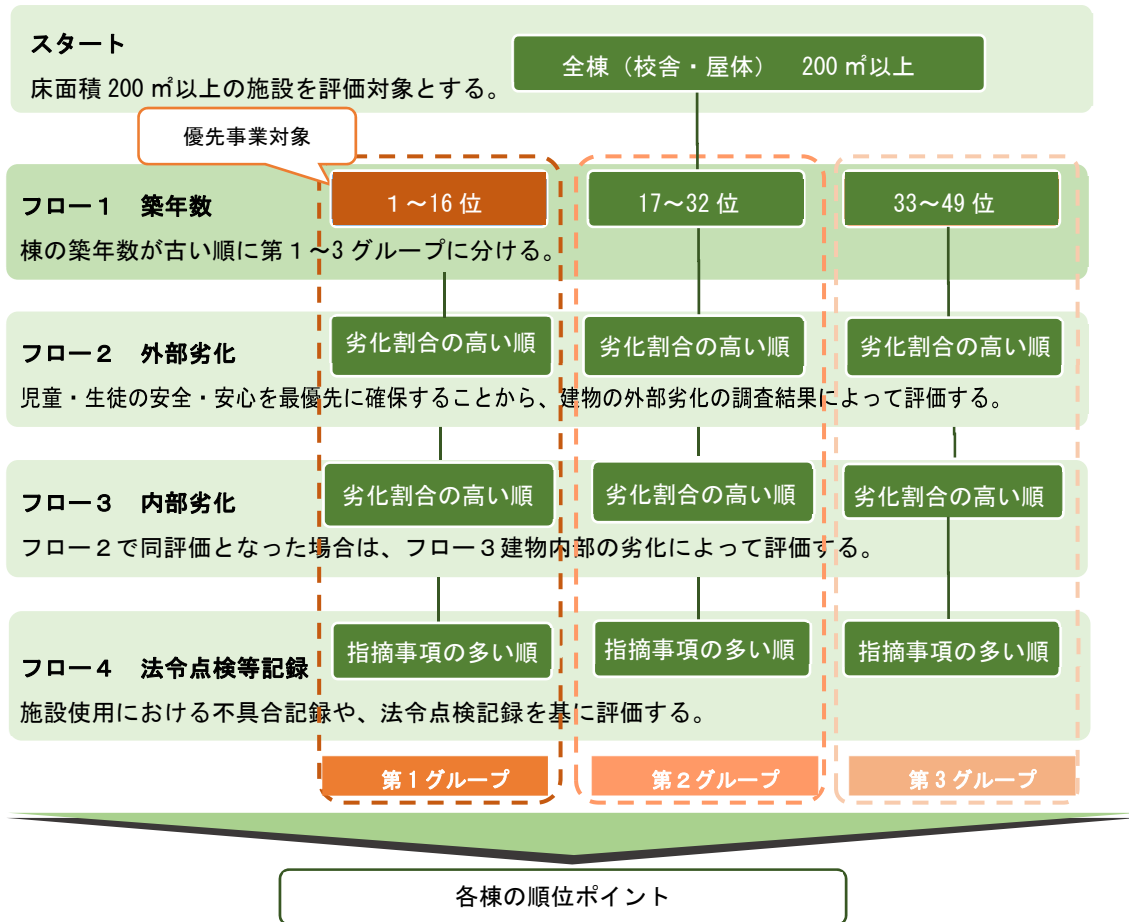 スタート
全棟（校舎・屋体）　200 ㎡以上
床面積 200 ㎡以上の施設を評価対象とする。
優先事業対象
フロー１　築年数
１～16 位
17～32 位
33～49 位
棟の築年数が古い順に第１～3 グループに分ける。
フロー２　外部劣化
劣化割合の高い順
劣化割合の高い順
劣化割合の高い順
児童・生徒の安全・安心を最優先に確保することから、建物の外部劣化の調査結果によって評価する。
フロー３　内部劣化
劣化割合の高い順
劣化割合の高い順
劣化割合の高い順
フロー２で同評価となった場合は、フロー３建物内部の劣化によって評価する。
フロー４　法令点検等記録
指摘事項の多い順
指摘事項の多い順
指摘事項の多い順
施設使用における不具合記録や、法令点検記録を基に評価する。
第１グループ
第２グループ
第３グループ
各棟の順位ポイント